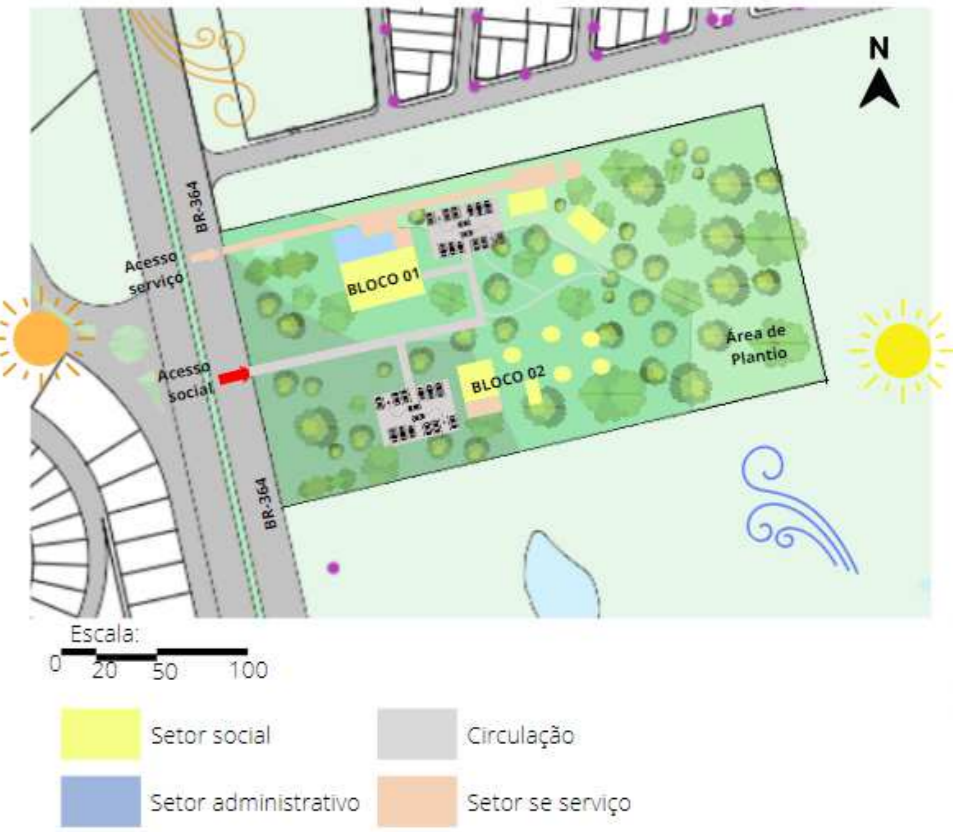 N
BR-364
Acesso
serviço
BLOCO 01
Área de
Plantio
Acesso
social
BLOCO 02
BR-364
Escala:
0 20 50 100
Setor social
Circulação
Setor administrativo
Setor se serviço